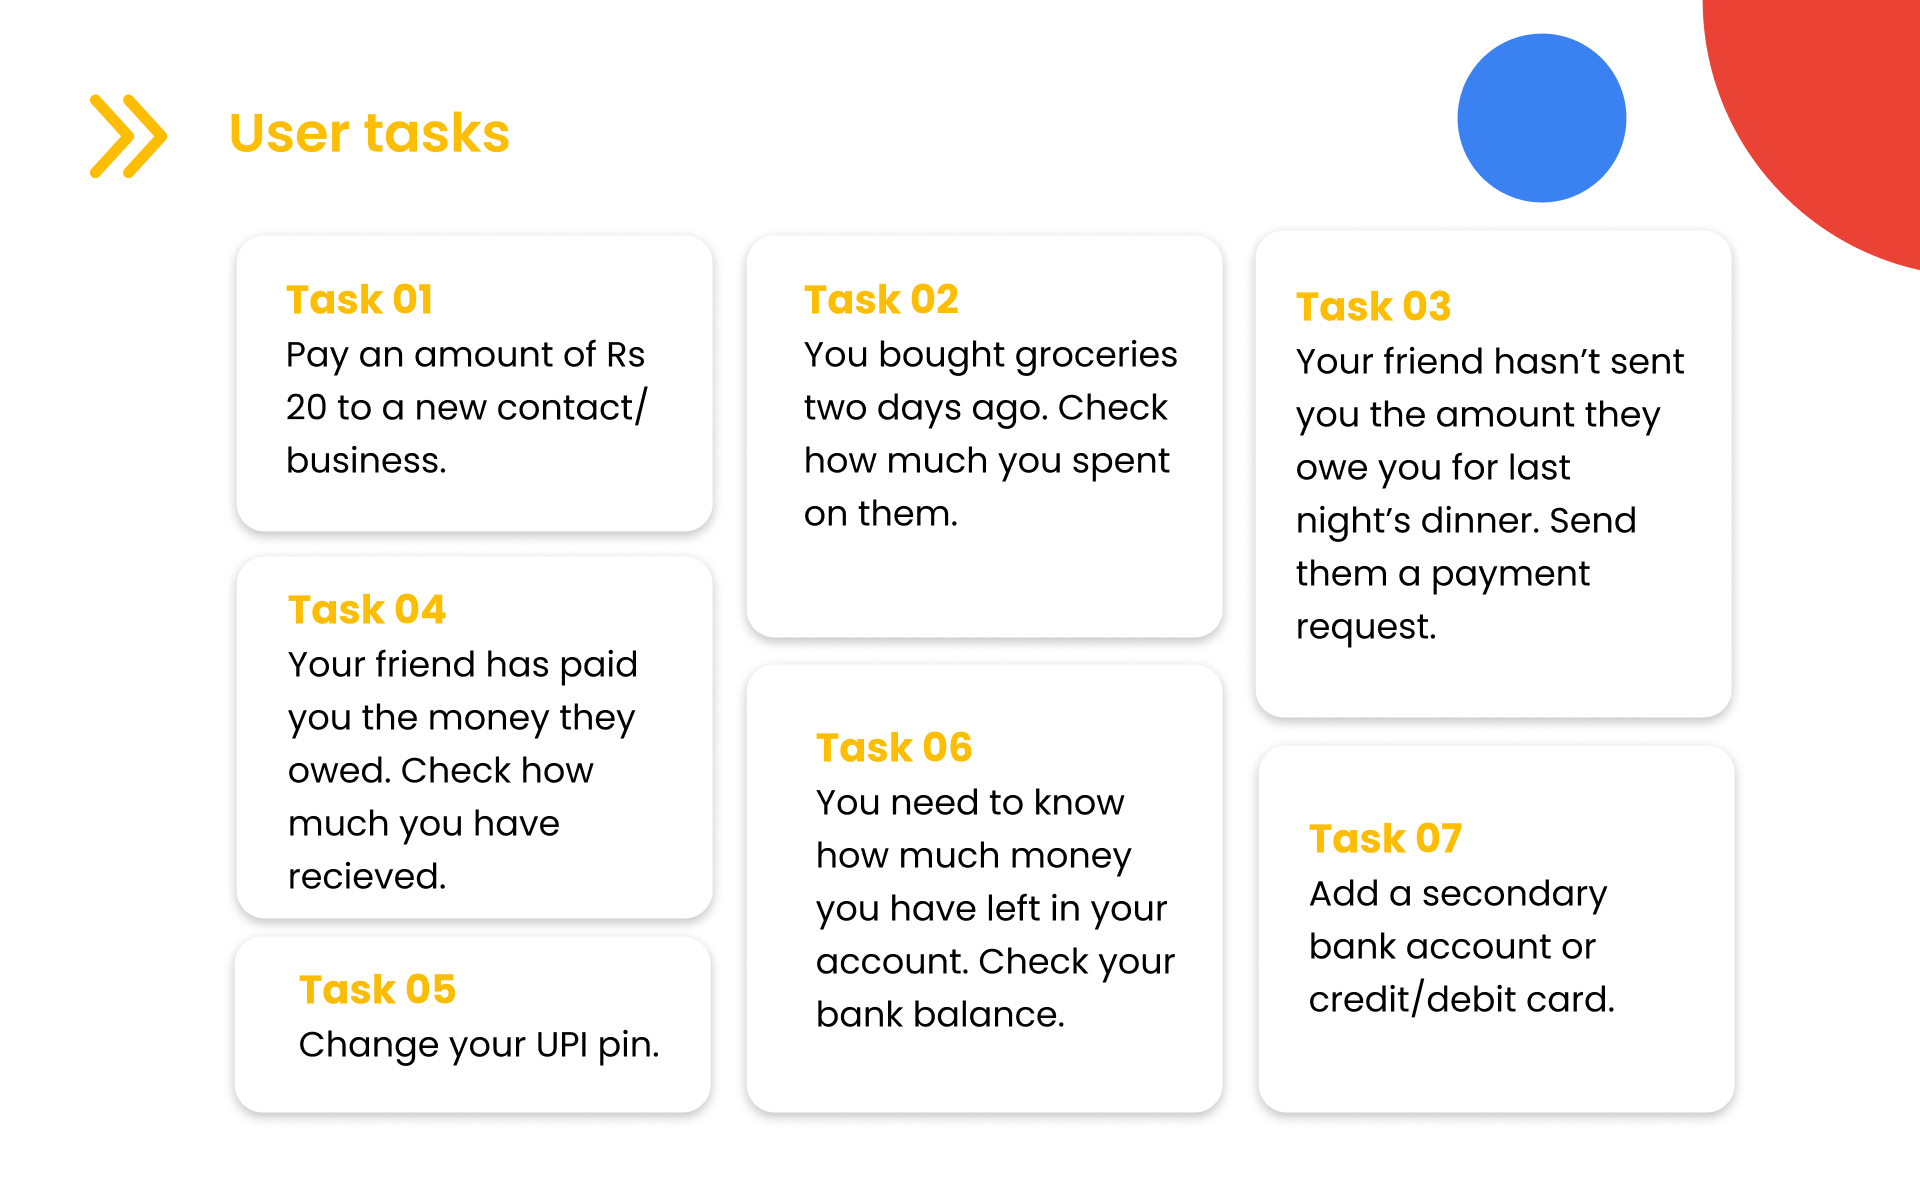 User tasks
Task 01
Pay an amount of Rs
20 to a new contact/
business.
Task 02
You bought groceries
two days ago. Check
how much you spent
on them.
Task 03
Your friend hasn’t sent
you the amount they
owe you for last
night’s dinner. Send
them a payment
request.
Task 04
Your friend has paid
you the money they
owed. Check how
much you have
recieved.
Task 05
Change your UPI pin.
Task 06
You need to know
how much money
you have left in your
account. Check your
bank balance.
Task 07
Add a secondary
bank account or
credit/debit card.